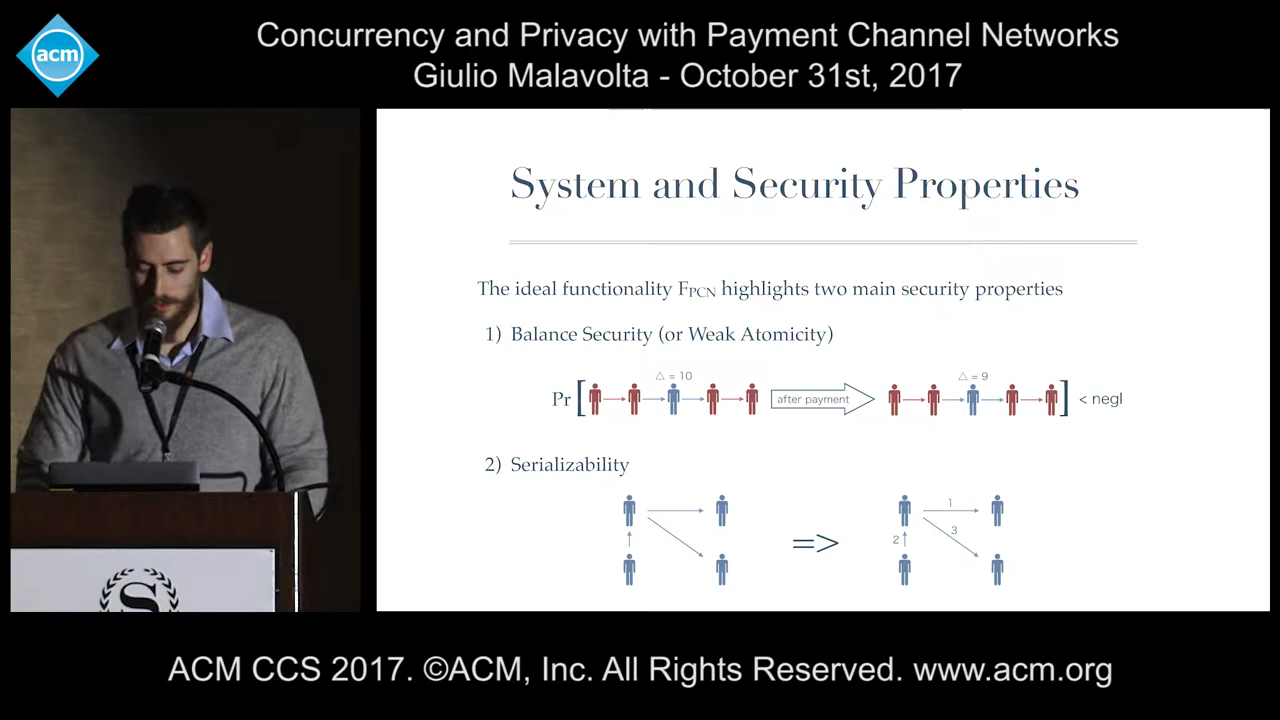 acm
Concurrency and Privacy with Payment Channel Networks
Giulio Malavolta - October 31st, 2017
System and Security Properties
The ideal functionality FPCN highlights two main security properties
1) Balance Security (or Weak Atomicity)
△ = 10
△ = 9
Pr [
after payment
] < negl
2) Serializability
1
2
3
=>
S
ACM CCS 2017. ©ACM, Inc. All Rights Reserved. www.acm.org